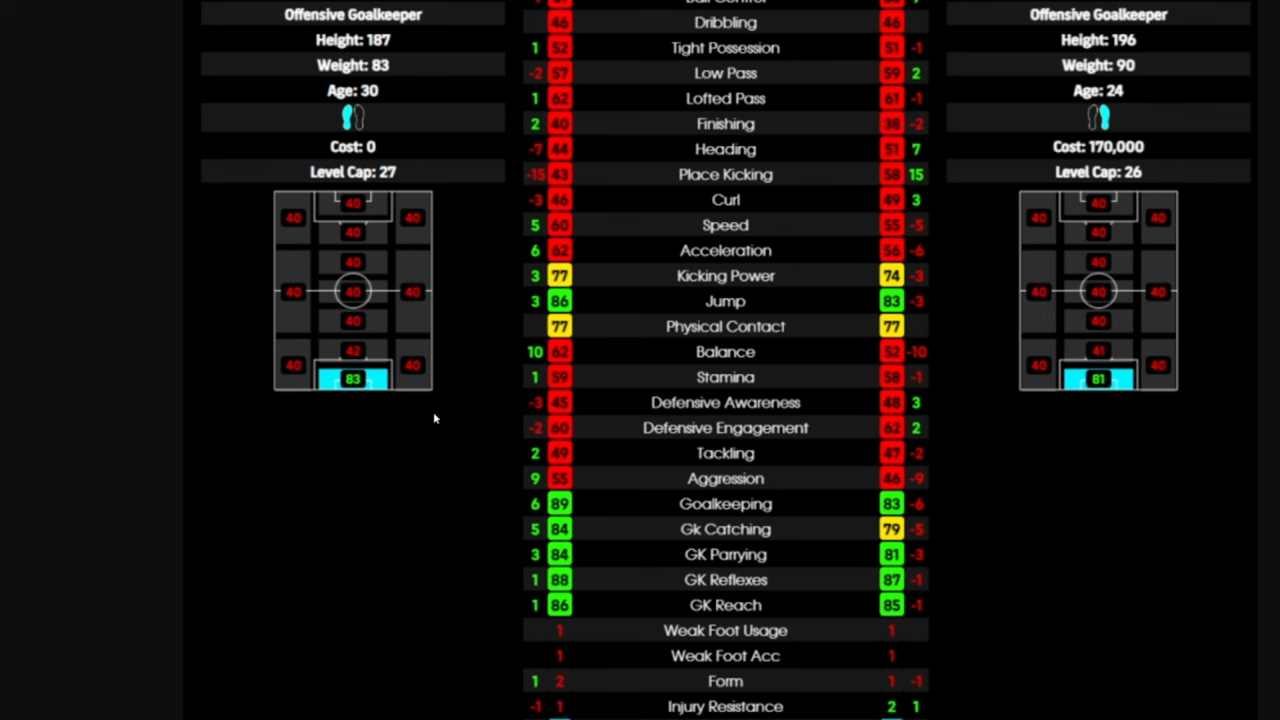 Offensive Goalkeeper
Height: 187
Weight: 83
Age: 30
Cost: 0
Level Cap: 27
40
40 40
40
40
40 40 40
40
42
40 40
83
Ball Control
46 Dribbling 46
1 52 Tight Possession 51 -1
-2 57 Low Pass 59 2
1 62 Lofted Pass 61 -1
2 40 Finishing 38 -2
-7 44 Heading 51 7
-15 43 Place Kicking 58 15
-3 46 Curl 49 3
5 60 Speed 55 -5
6 62 Acceleration 56 -6
3 77 Kicking Power 74 -3
3 86 Jump 83 -3
77 Physical Contact 77
10 62 Balance 52 -10
1 59 Stamina 58 -1
-3 45 Defensive Awareness 48 3
-2 60 Defensive Engagement 62 2
2 49 Tackling 47 -2
9 55 Aggression 46 -9
6 89 Goalkeeping 83 -6
5 84 Gk Catching 79 -5
3 84 GK Parrying 81 -3
1 88 GK Reflexes 87 -1
1 86 GK Reach 85 -1
1 Weak Foot Usage 1
1 Weak Foot Acc 1
1 2 Form 1 -1
-1 1 Injury Resistance 2 1
Offensive Goalkeeper
Height: 196
Weight: 90
Age: 24
Cost: 170,000
Level Cap: 26
40
40 40
40
40
40 40 40
40
41
40 40
81